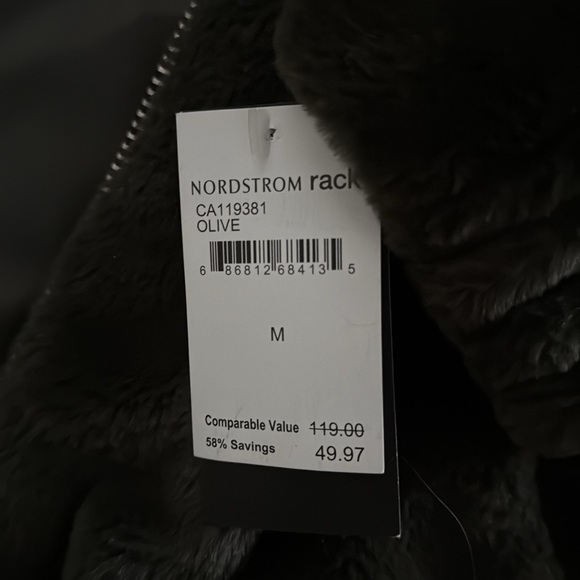 NORDSTROM rack
CA119381
OLIVE
6 86812 68413 5
M
Comparable Value 119.00
58% Savings 49.97